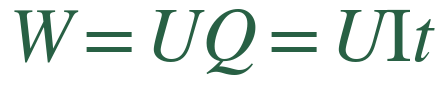 W = UQ = UIt